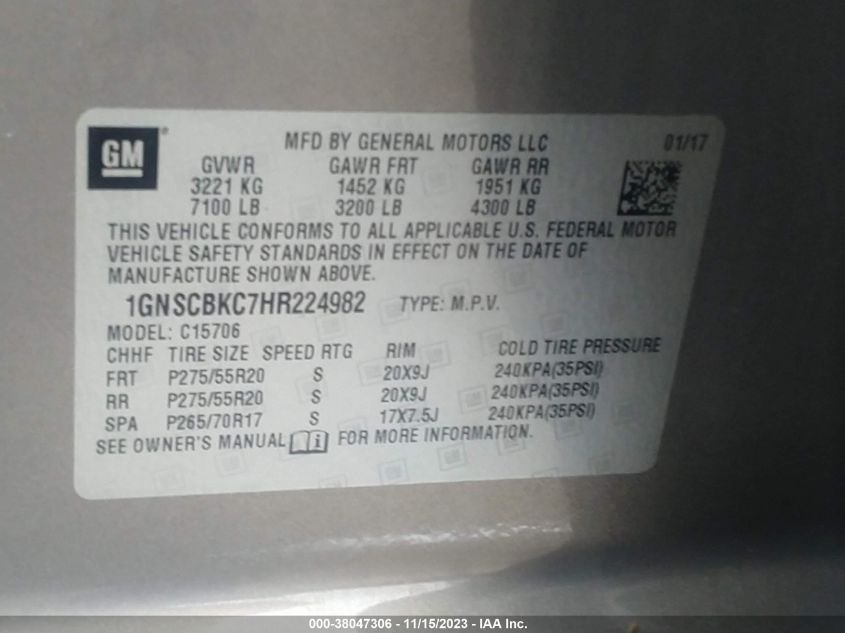 GM®
MFD BY GENERAL MOTORS LLC 01/17
GVWR GAWR FRT GAWR RR
3221 KG 1452 KG 1951 KG
7100 LB 3200 LB 4300 LB
THIS VEHICLE CONFORMS TO ALL APPLICABLE U.S. FEDERAL MOTOR
VEHICLE SAFETY STANDARDS IN EFFECT ON THE DATE OF
MANUFACTURE SHOWN ABOVE.
1GNSCBKC7HR224982 TYPE: M.P.V.
MODEL: C15706
CHHF TIRE SIZE SPEED RTG RIM COLD TIRE PRESSURE
FRT P275/55R20 S 20X9J 240KPA(35PSI)
RR P275/55R20 S 20X9J 240KPA(35PSI)
SPA P265/70R17 S 17X7.5J 240KPA(35PSI)
SEE OWNER'S MANUAL i FOR MORE INFORMATION.
000-38047306 - 11/15/2023 - IAA Inc.